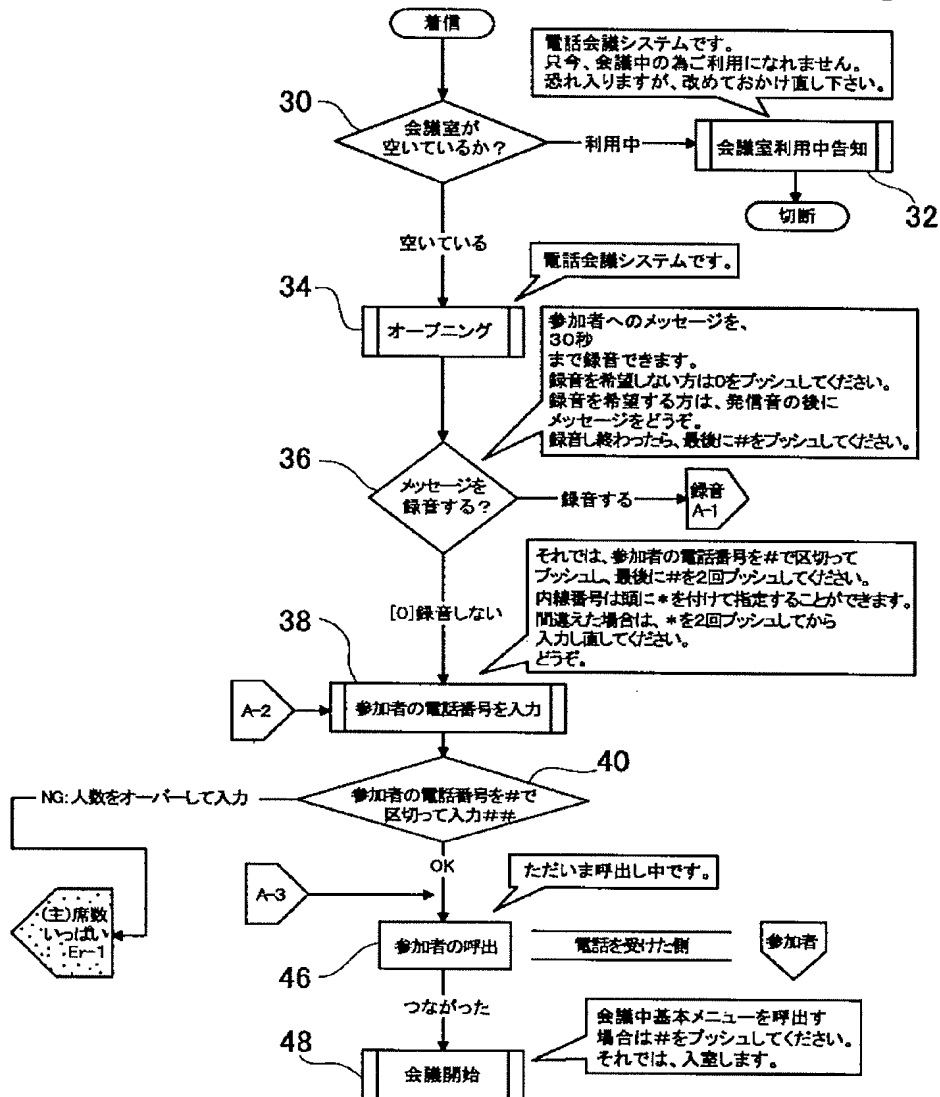 着信
電話会議システムです。
只今、会議中の為ご利用になれません。
恐れ入りますが、改めておかけ直し下さい。
30
会議室が
空いているか？
利用中
会議室利用中告知
32
切断
空いている
電話会議システムです。
34
オープニング
参加者へのメッセージを、
30秒
まで録音できます。
録音を希望しない方は0をプッシュしてください。
録音を希望する方は、発信音の後に
メッセージをどうぞ。
録音し終わったら、最後に#をプッシュしてください。
36
メッセージを
録音する？
録音する
録音
A-1
それでは、参加者の電話番号を#で区切って
プッシュし、最後に#を2回プッシュしてください。
内線番号は頭に*を付けて指定することができます。
間違えた場合は、*を2回プッシュしてから
入力し直してください。
どうぞ。
[0]録音しない
38
A-2
参加者の電話番号を入力
40
NG:人数をオーバーして入力
参加者の電話番号を#で
区切って入力##
OK
ただいま呼出し中です。
A-3
(主)席数
いっぱい
Er-1
参加者の呼出
46
電話を受けた側
参加者
つながった
会議中基本メニューを呼出す
場合は#をプッシュしてください。
それでは、入室します。
48
会議開始